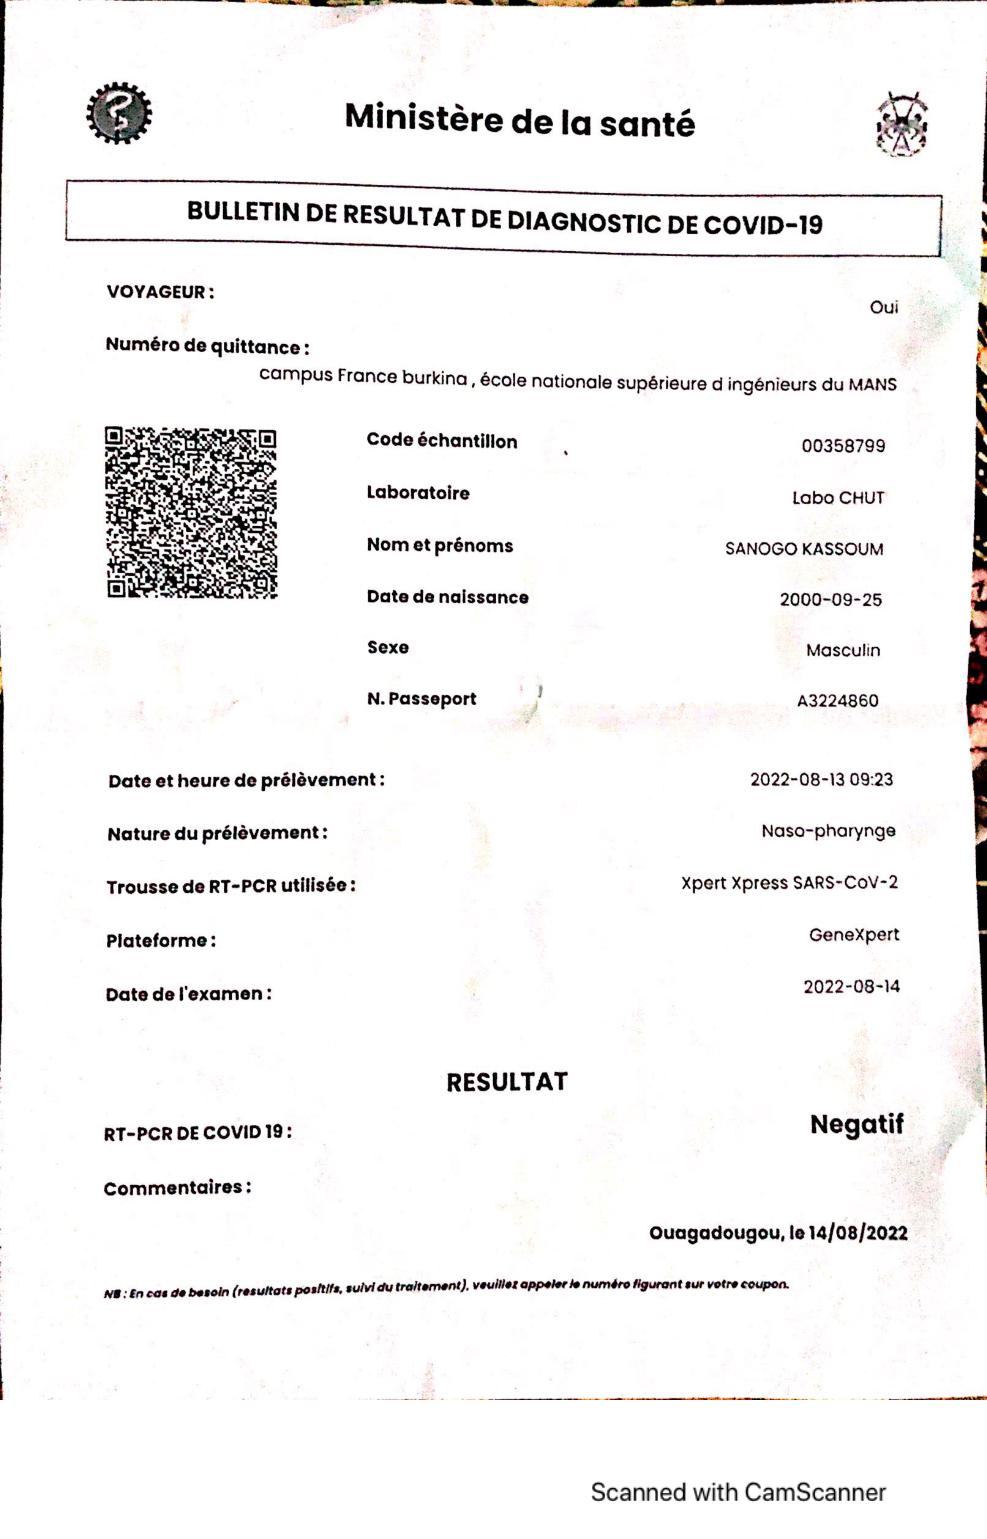 Ministère de la santé
BULLETIN DE RESULTAT DE DIAGNOSTIC DE COVID-19
VOYAGEUR : Oui
Numéro de quittance :
campus France burkina , école nationale supérieure d ingénieurs du MANS
Code échantillon 00358799
Laboratoire Labo CHUT
Nom et prénoms SANOGO KASSOUM
Date de naissance 2000-09-25
Sexe Masculin
N. Passeport A3224860
Date et heure de prélèvement : 2022-08-13 09:23
Nature du prélèvement : Naso-pharynge
Trousse de RT-PCR utilisée : Xpert Xpress SARS-CoV-2
Plateforme : GeneXpert
Date de l'examen : 2022-08-14
RESULTAT
RT-PCR DE COVID 19 : Negatif
Commentaires :
Ouagadougou, le 14/08/2022
NB : En cas de besoin (resultats positifs, suivi du traitement), veuillez appeler le numéro figurant sur votre coupon.
Scanned with CamScanner